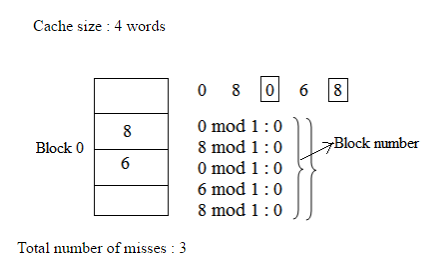 Cache size : 4 words
0 8 0 6 8
8
6
Block 0
0 mod 1 : 0
8 mod 1 : 0
0 mod 1 : 0
6 mod 1 : 0
8 mod 1 : 0
Block number
Total number of misses : 3